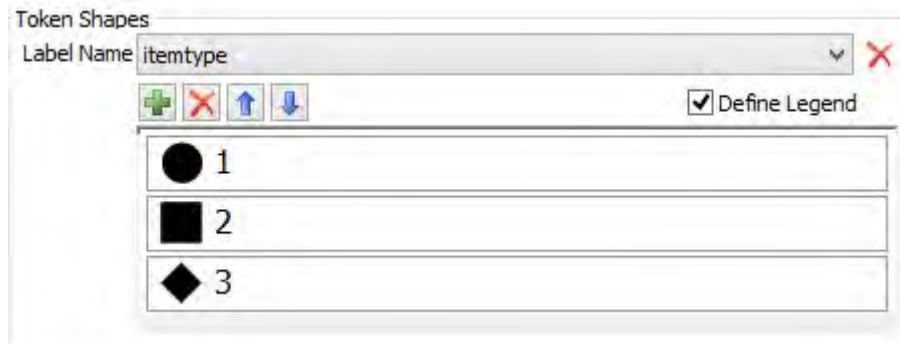 Token Shapes
Label Name itemtype
Define Legend
1
2
3